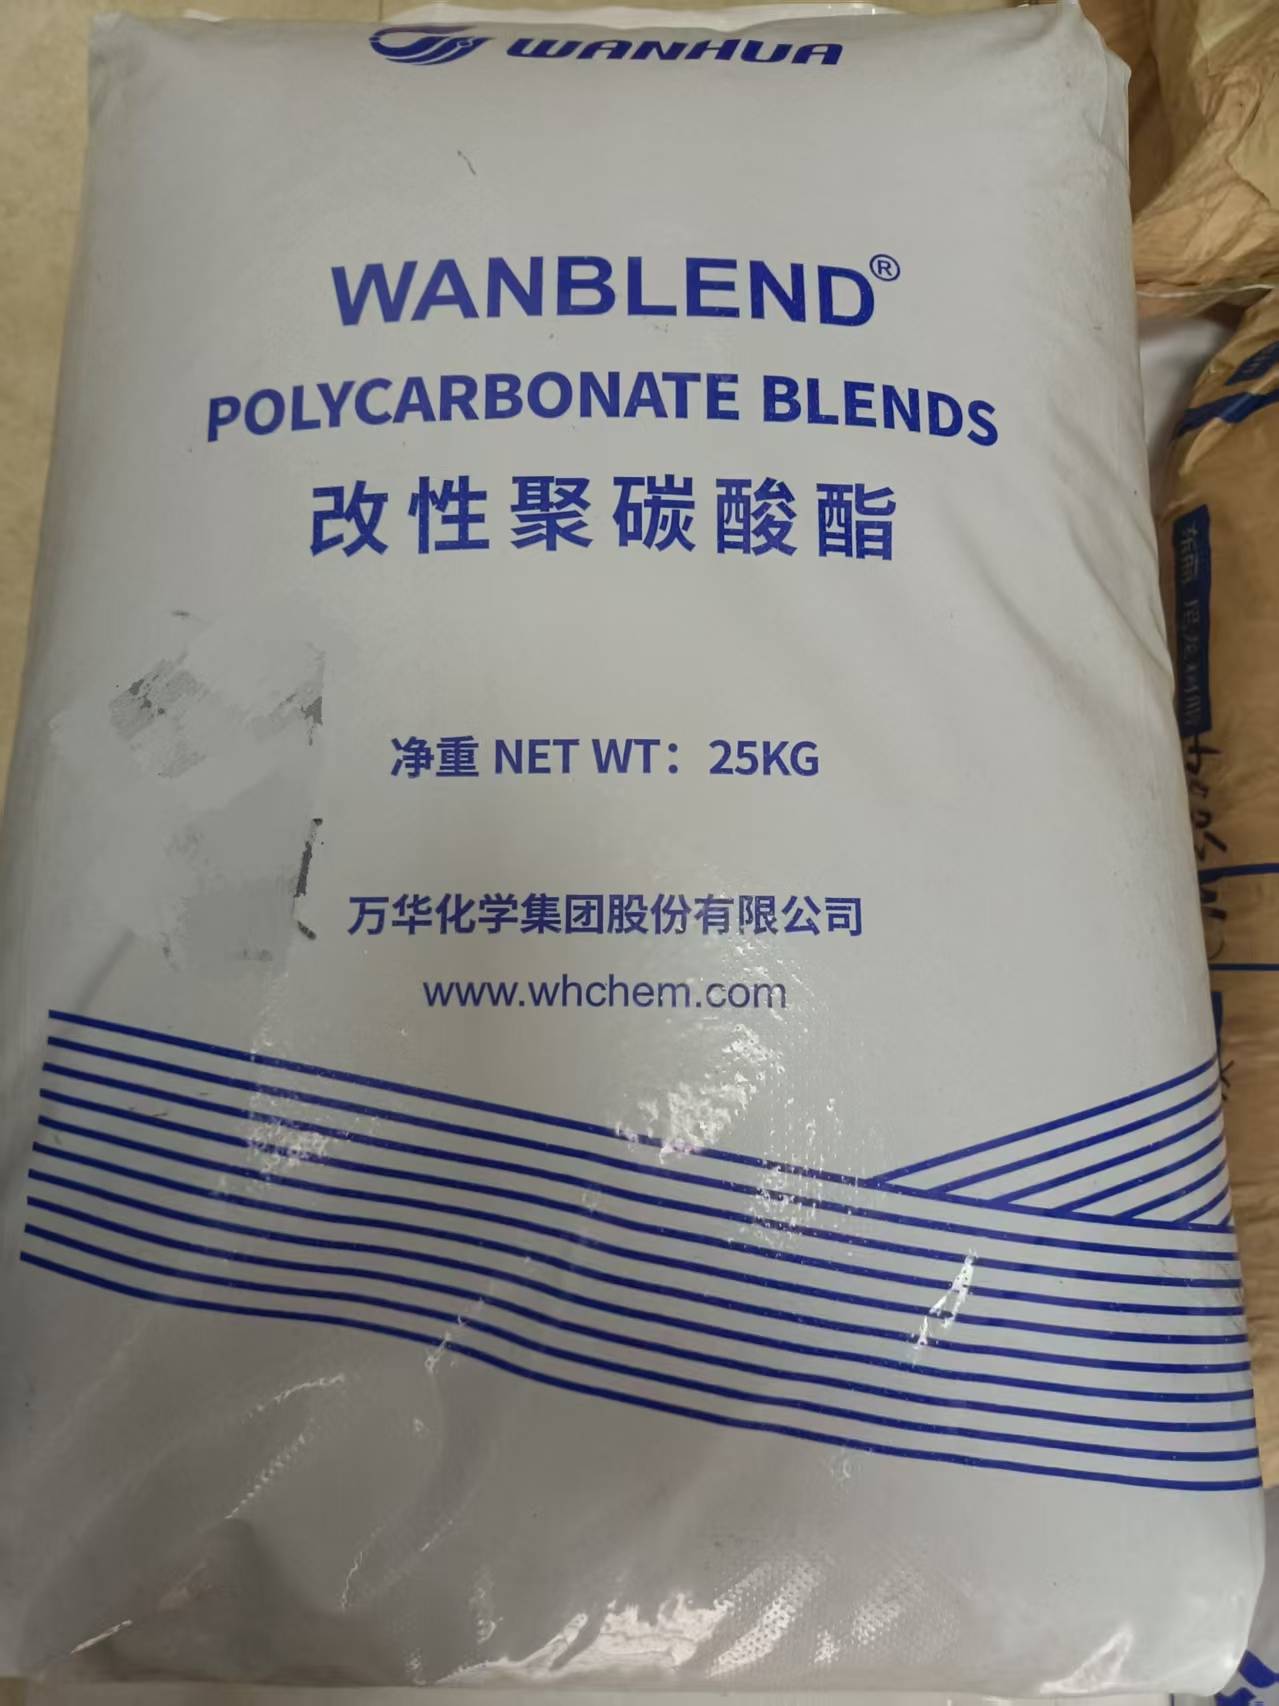 WANHUA
WANBLEND®
POLYCARBONATE BLENDS
改性聚碳酸酯
净重 NET WT：25KG
万华化学集团股份有限公司
www.whchem.com